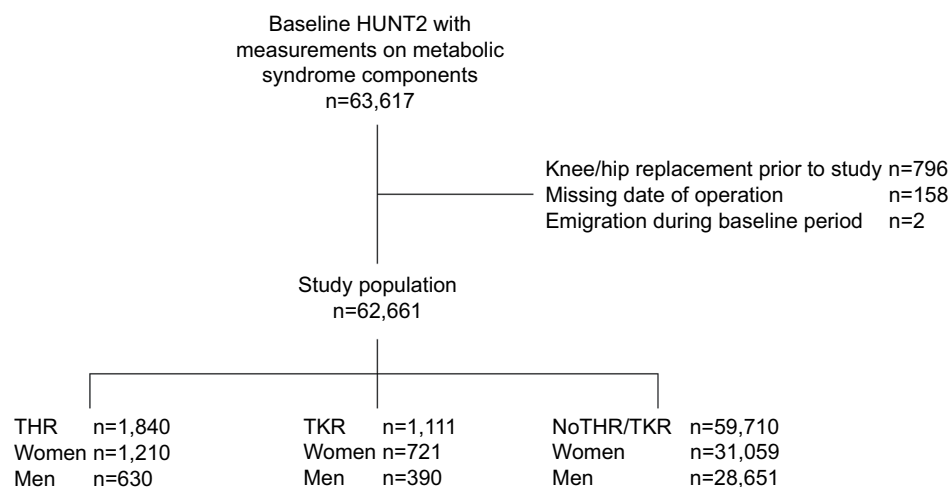 Baseline HUNT2 with
measurements on metabolic
syndrome components
n=63,617
Knee/hip replacement prior to study n=796
Missing date of operation n=158
Emigration during baseline period n=2
Study population
n=62,661
THR n=1,840
Women n=1,210
Men n=630
TKR n=1,111
Women n=721
Men n=390
NoTHR/TKR n=59,710
Women n=31,059
Men n=28,651